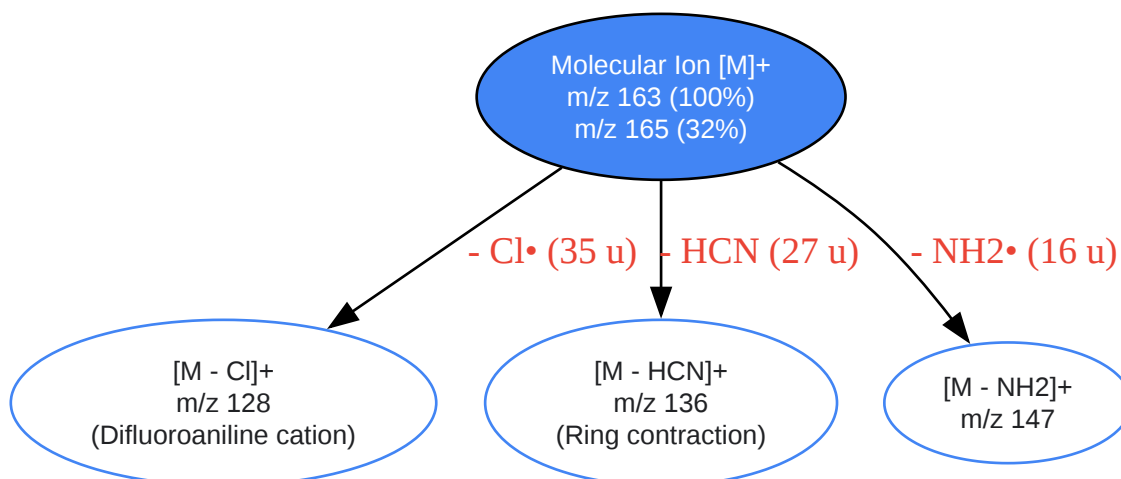 Molecular Ion [M]+
m/z 163 (100%)
m/z 165 (32%)
- Cl• (35 u)
- HCN (27 u)
- NH2• (16 u)
[M - Cl]+
m/z 128
(Difluoroaniline cation)
[M - HCN]+
m/z 136
(Ring contraction)
[M - NH2]+
m/z 147